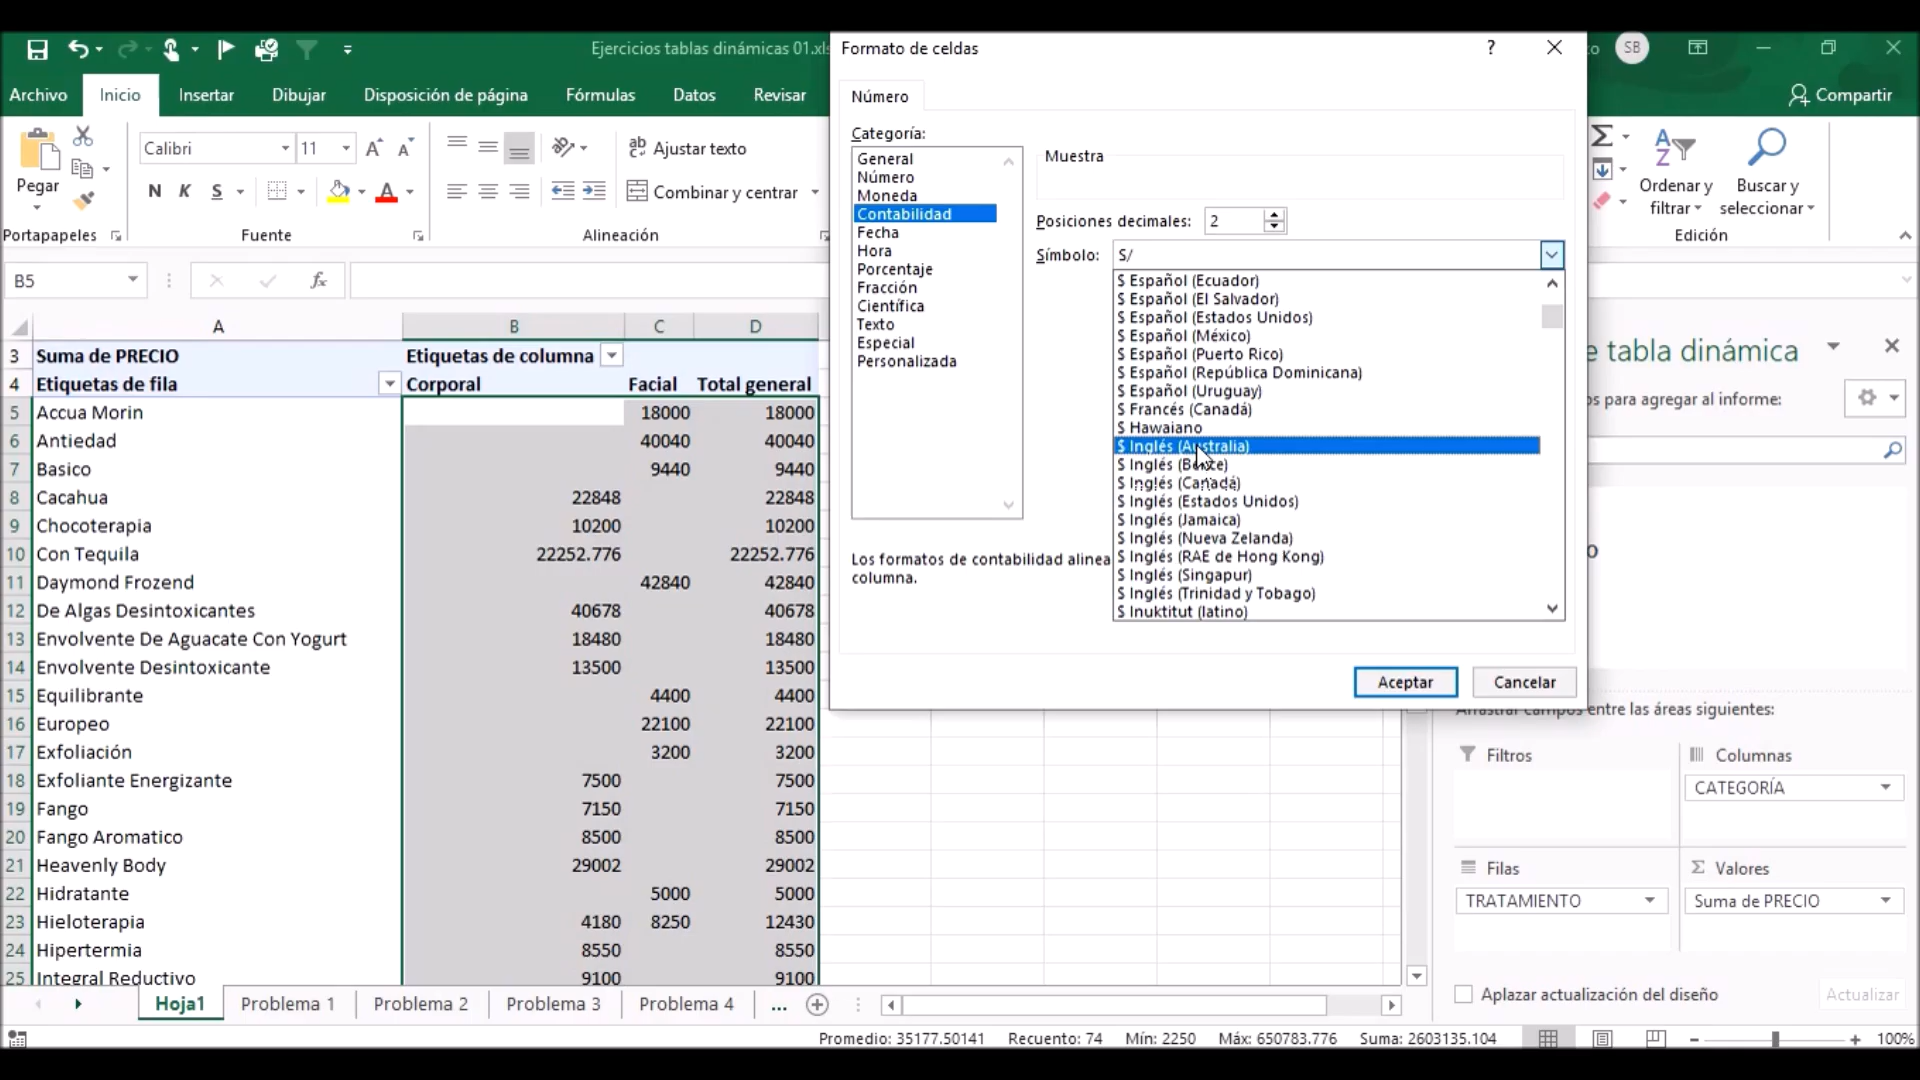 Ejercicios tablas dinámicas 01.xls
SB
Archivo
Inicio
Insertar
Dibujar
Disposición de página
Fórmulas
Datos
Revisar
Compartir
Pegar
Portapapeles
Calibri
11
N K S
Fuente
Ajustar texto
Combinar y centrar
Alineación
Ordenar y
filtrar
Buscar y
seleccionar
Edición
B5
fx
A B C D
3 Suma de PRECIO Etiquetas de columna
4 Etiquetas de fila Corporal Facial Total general
5 Accua Morin 18000 18000
6 Antiedad 40040 40040
7 Basico 9440 9440
8 Cacahua 22848 22848
9 Chocoterapia 10200 10200
10 Con Tequila 22252.776 22252.776
11 Daymond Frozend 42840 42840
12 De Algas Desintoxicantes 40678 40678
13 Envolvente De Aguacate Con Yogurt 18480 18480
14 Envolvente Desintoxicante 13500 13500
15 Equilibrante 4400 4400
16 Europeo 22100 22100
17 Exfoliación 3200 3200
18 Exfoliante Energizante 7500 7500
19 Fango 7150 7150
20 Fango Aromatico 8500 8500
21 Heavenly Body 29002 29002
22 Hidratante 5000 5000
23 Hieloterapia 4180 8250 12430
24 Hipertermia 8550 8550
25 Integral Reductivo 9100 9100
Formato de celdas
?
Número
Categoría:
General
Número
Moneda
Contabilidad
Fecha
Hora
Porcentaje
Fracción
Científica
Texto
Especial
Personalizada
Muestra
Posiciones decimales: 2
Símbolo: S/
$ Español (Ecuador)
$ Español (El Salvador)
$ Español (Estados Unidos)
$ Español (México)
$ Español (Puerto Rico)
$ Español (República Dominicana)
$ Español (Uruguay)
$ Francés (Canadá)
$ Hawaiano
$ Inglés (Australia)
$ Inglés (Belice)
$ Inglés (Canadá)
$ Inglés (Estados Unidos)
$ Inglés (Jamaica)
$ Inglés (Nueva Zelanda)
$ Inglés (RAE de Hong Kong)
$ Inglés (Singapur)
$ Inglés (Trinidad y Tobago)
$ Inuktitut (latino)
Los formatos de contabilidad alinea
columna.
Aceptar
Cancelar
e tabla dinámica
os para agregar al informe:
Arrastrar campos entre las áreas siguientes:
Filtros
Columnas
CATEGORÍA
Filas
Σ Valores
TRATAMIENTO
Suma de PRECIO
Aplazar actualización del diseño
Actualizar
Hoja1
Problema 1
Problema 2
Problema 3
Problema 4
...
Promedio: 35177.50141 Recuento: 74 Mín: 2250 Máx: 650783.776 Suma: 2603135.104
100%